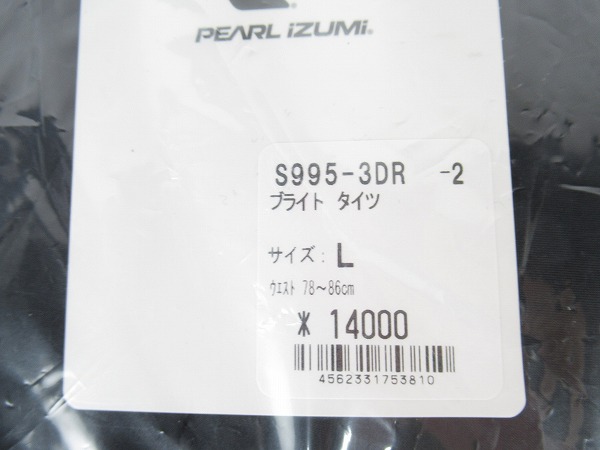 PEARL iZUMi®
S995-3DR -2
ブライト タイツ
サイズ: L
ウエスト 78～86cm
¥ 14000
4562331753810